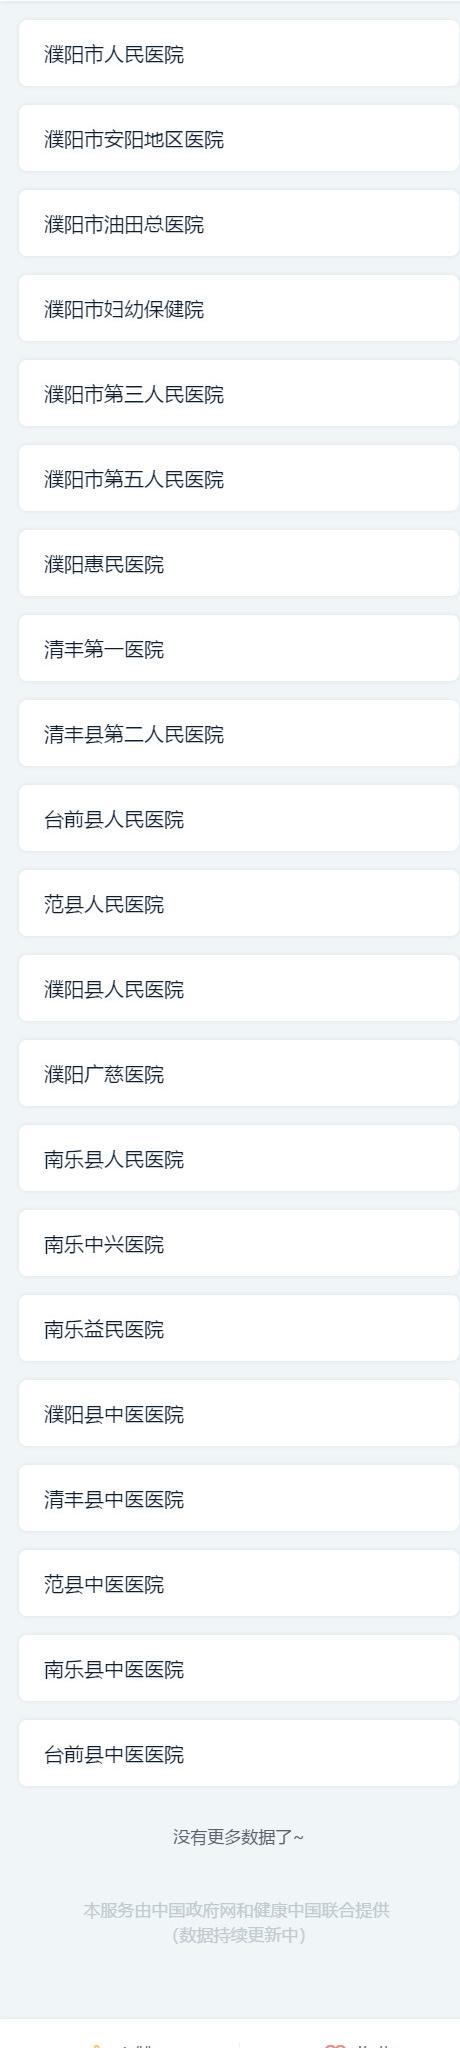 濮阳市人民医院
濮阳市安阳地区医院
濮阳市油田总医院
濮阳市妇幼保健院
濮阳市第三人民医院
濮阳市第五人民医院
濮阳惠民医院
清丰第一医院
清丰县第二人民医院
台前县人民医院
范县人民医院
濮阳县人民医院
濮阳广慈医院
南乐县人民医院
南乐中兴医院
南乐益民医院
濮阳县中医医院
清丰县中医医院
范县中医医院
南乐县中医医院
台前县中医医院
没有更多数据了~
本服务由中国政府网和健康中国联合提供
（数据持续更新中）